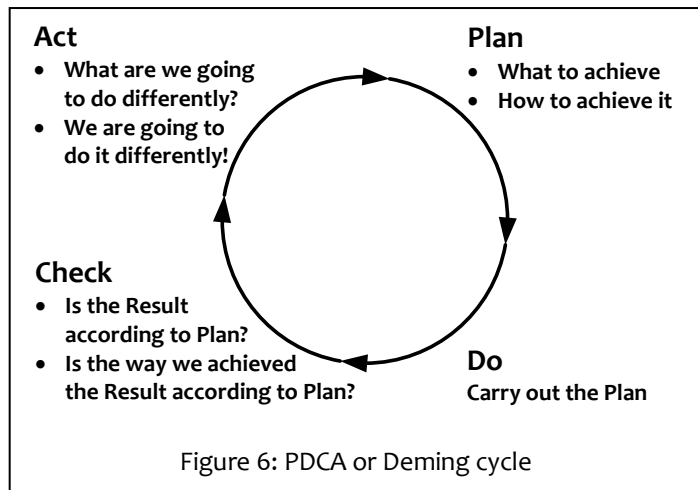 Act
• What are we going
to do differently?
• We are going to
do it differently!
Plan
• What to achieve
• How to achieve it
Check
• Is the Result
according to Plan?
• Is the way we achieved
the Result according to Plan?
Do
Carry out the Plan
Figure 6: PDCA or Deming cycle